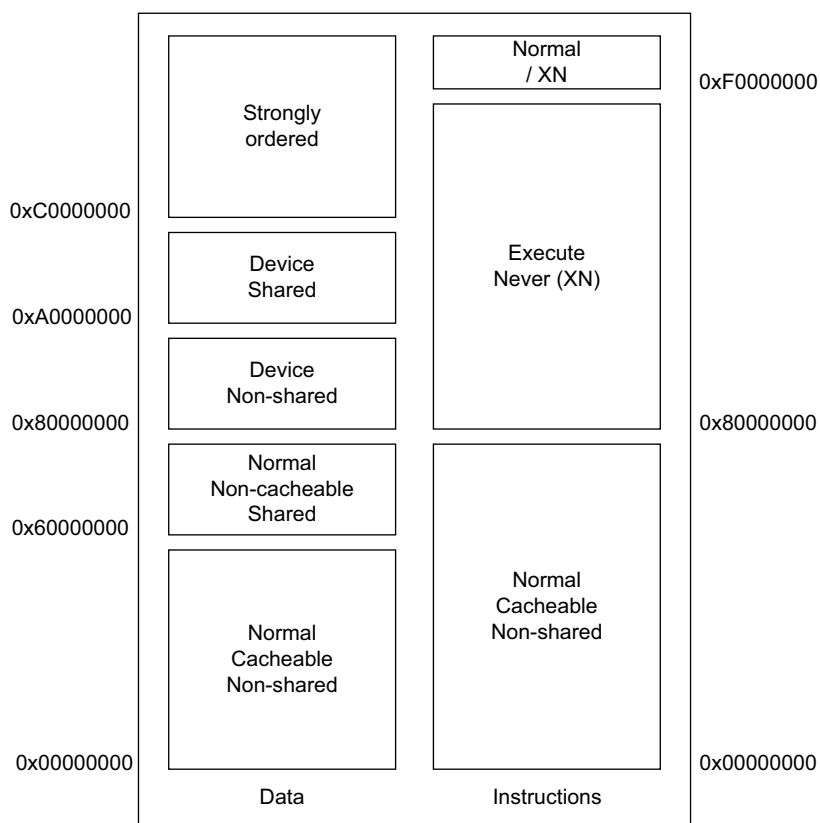 Strongly
ordered
Normal
/ XN
0xF0000000
0xC0000000
Device
Shared
Execute
Never (XN)
0xA0000000
Device
Non-shared
0x80000000
0x80000000
Normal
Non-cacheable
Shared
0x60000000
Normal
Cacheable
Non-shared
Normal
Cacheable
Non-shared
0x00000000
0x00000000
Data
Instructions